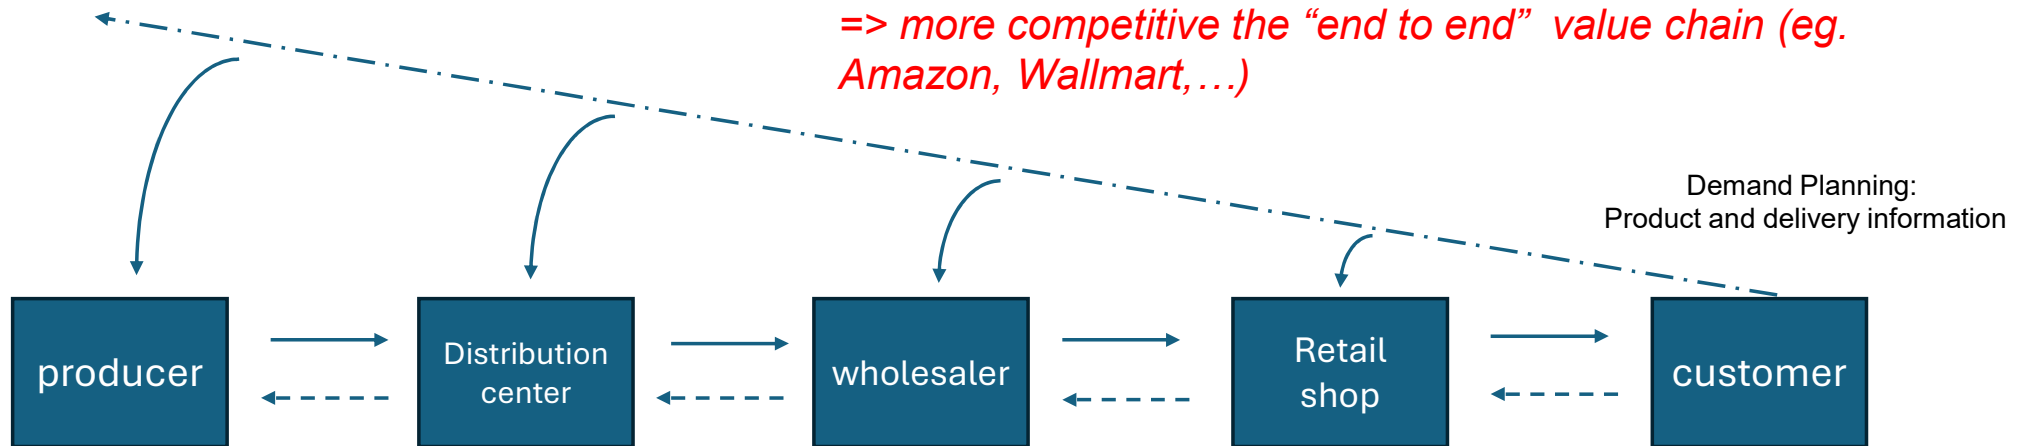 => more competitive the “end to end”  value chain (eg.
Amazon, Wallmart,…)
Demand Planning:
Product and delivery information
producer
Distribution
center
wholesaler
Retail
shop
customer